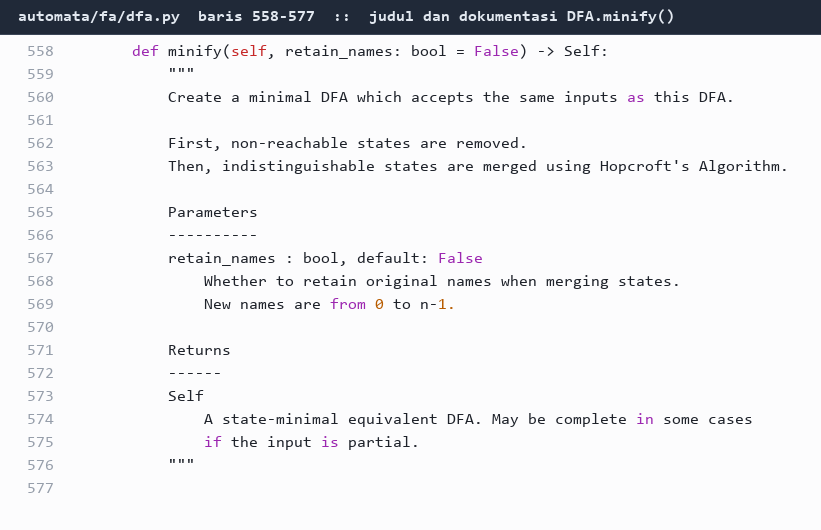 automata/fa/dfa.py  baris 558-577  ::  judul dan dokumentasi DFA.minify()
558        def minify(self, retain_names: bool = False) -> Self:
559            """
560            Create a minimal DFA which accepts the same inputs as this DFA.
561
562            First, non-reachable states are removed.
563            Then, indistinguishable states are merged using Hopcroft's Algorithm.
564
565            Parameters
566            ----------
567            retain_names : bool, default: False
568                Whether to retain original names when merging states.
569                New names are from 0 to n-1.
570
571            Returns
572            ------
573            Self
574                A state-minimal equivalent DFA. May be complete in some cases
575                if the input is partial.
576            """
577